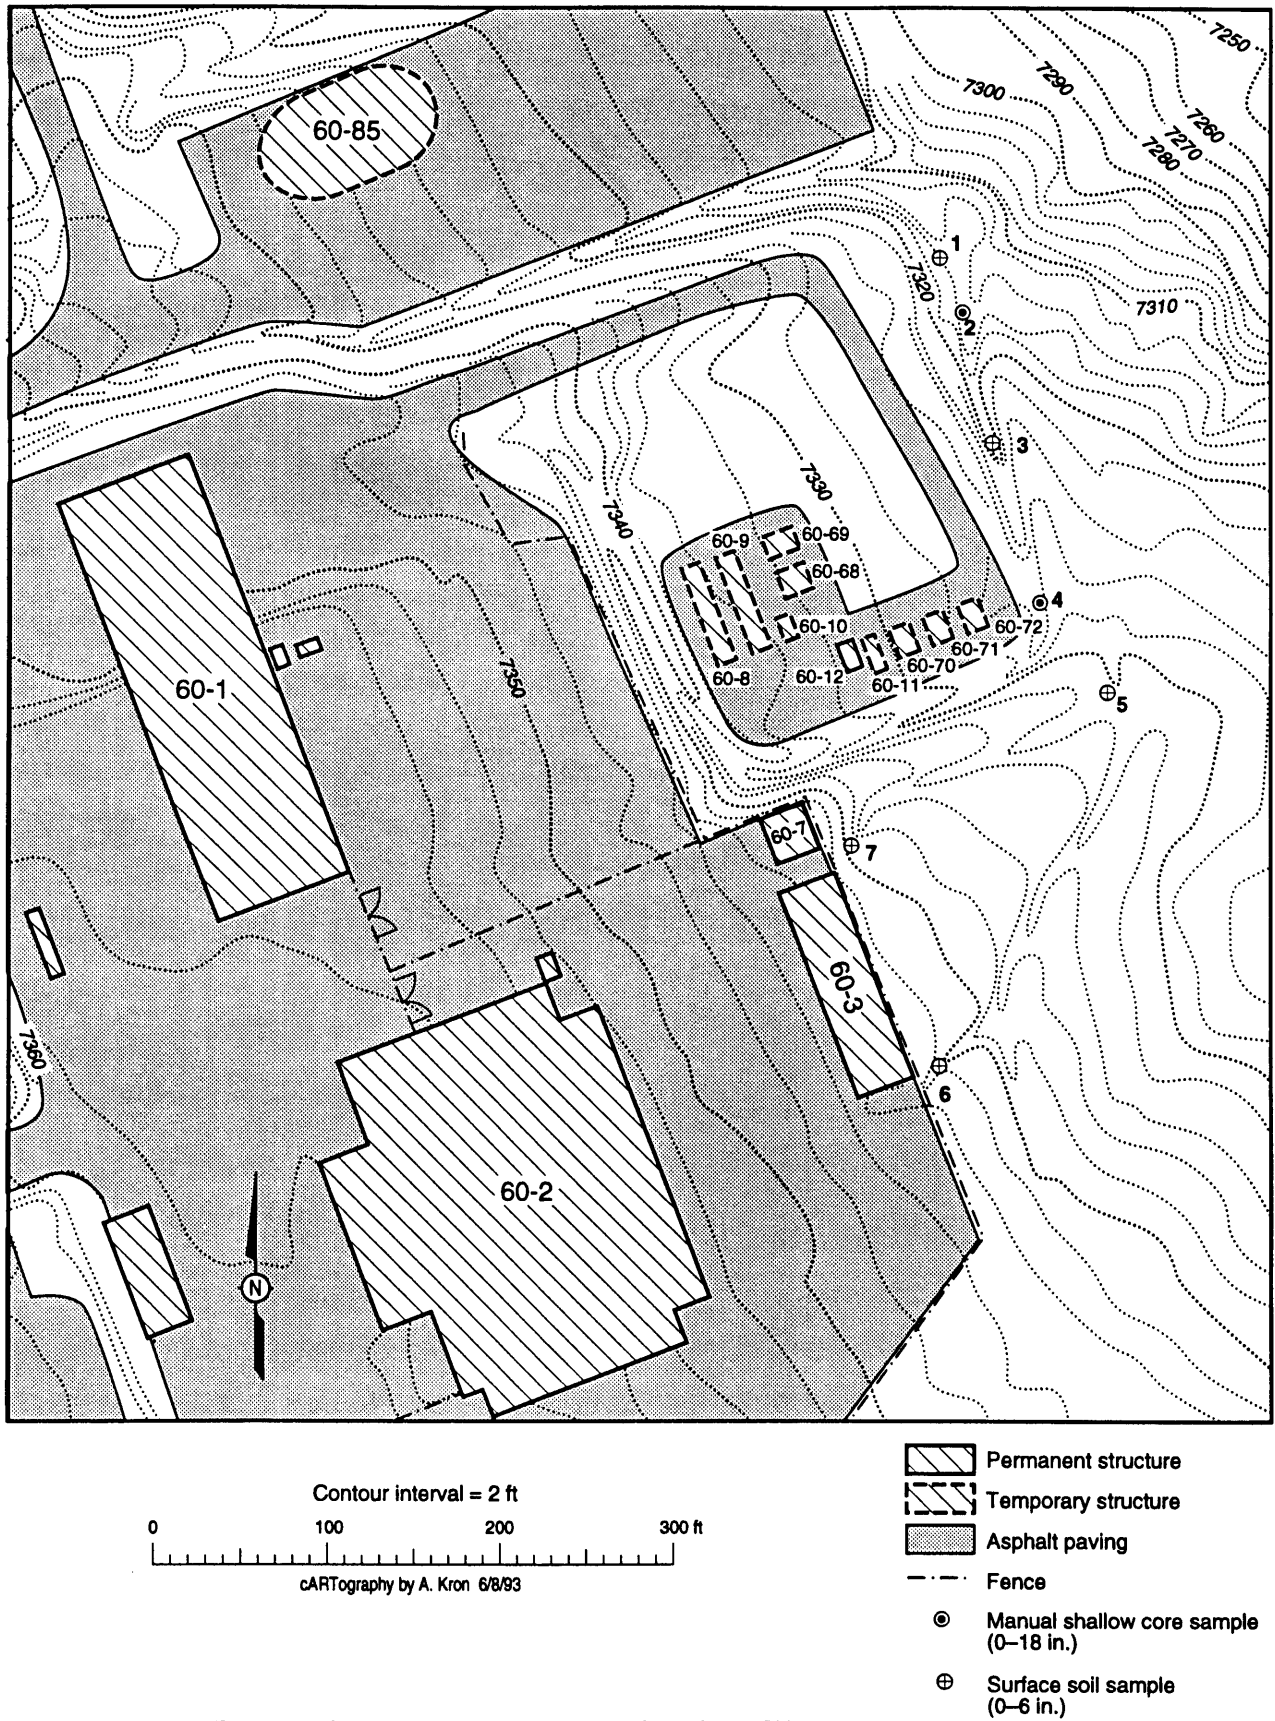 7250
7290
7300
7260
7270
7280
60-85
1
7320
7310
2
3
7330
7340
60-9
60-69
60-68
60-10
4
60-72
60-71
60-70
60-12
60-8
60-11
7350
60-1
5
60-7
7
60-3
7360
6
60-2
N
Contour interval = 2 ft
0 100 200 300 ft
cARTography by A. Kron 6/8/93
Permanent structure
Temporary structure
Asphalt paving
Fence
Manual shallow core sample
(0–18 in.)
Surface soil sample
(0–6 in.)